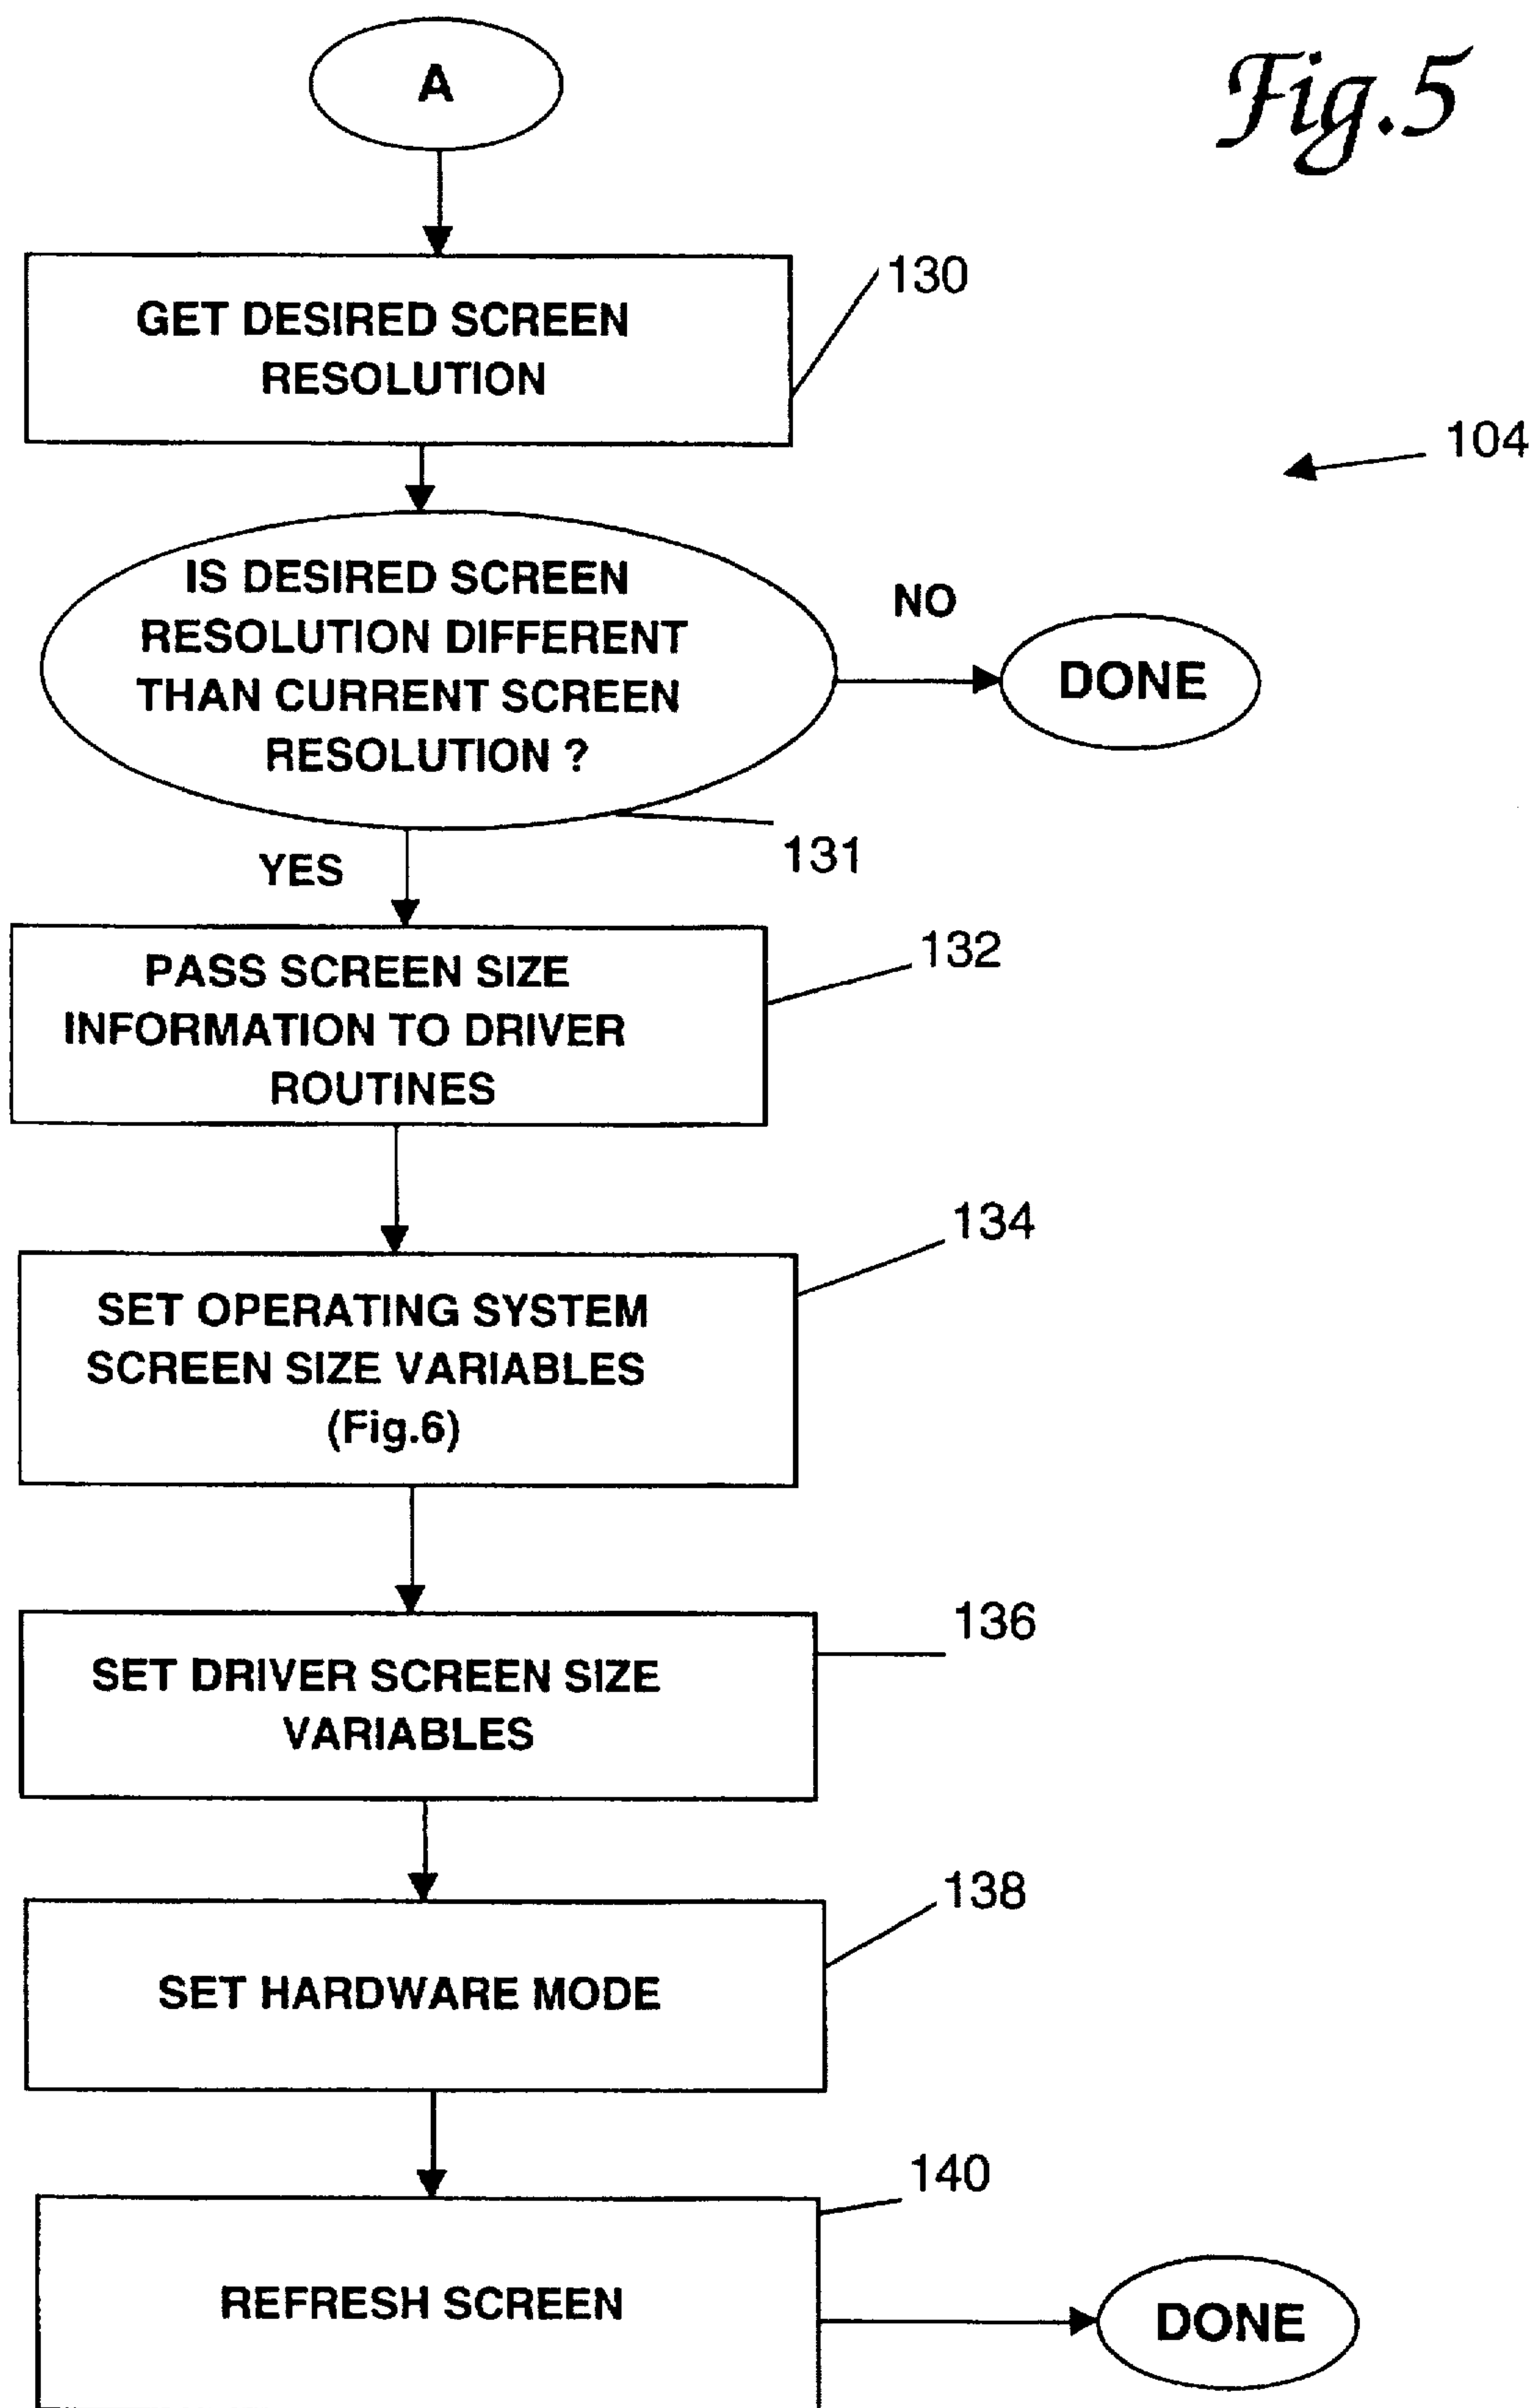 A
Fig.5
130
GET DESIRED SCREEN
RESOLUTION
104
IS DESIRED SCREEN
RESOLUTION DIFFERENT
THAN CURRENT SCREEN
RESOLUTION ?
NO
DONE
131
YES
132
PASS SCREEN SIZE
INFORMATION TO DRIVER
ROUTINES
134
SET OPERATING SYSTEM
SCREEN SIZE VARIABLES
(Fig.6)
136
SET DRIVER SCREEN SIZE
VARIABLES
138
SET HARDWARE MODE
140
REFRESH SCREEN
DONE